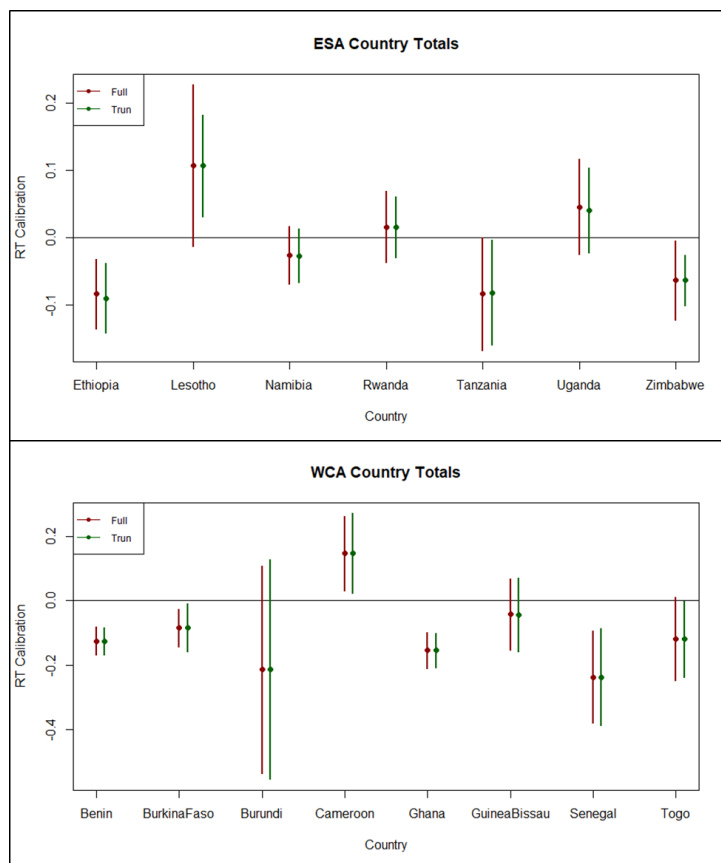 ESA Country Totals
Full
Trun
0.2
0.1
0.0
-0.1
RT Calibration
Ethiopia Lesotho Namibia Rwanda Tanzania Uganda Zimbabwe
Country
WCA Country Totals
Full
Trun
0.2
0.0
-0.2
-0.4
RT Calibration
Benin BurkinaFaso Burundi Cameroon Ghana GuineaBissau Senegal Togo
Country